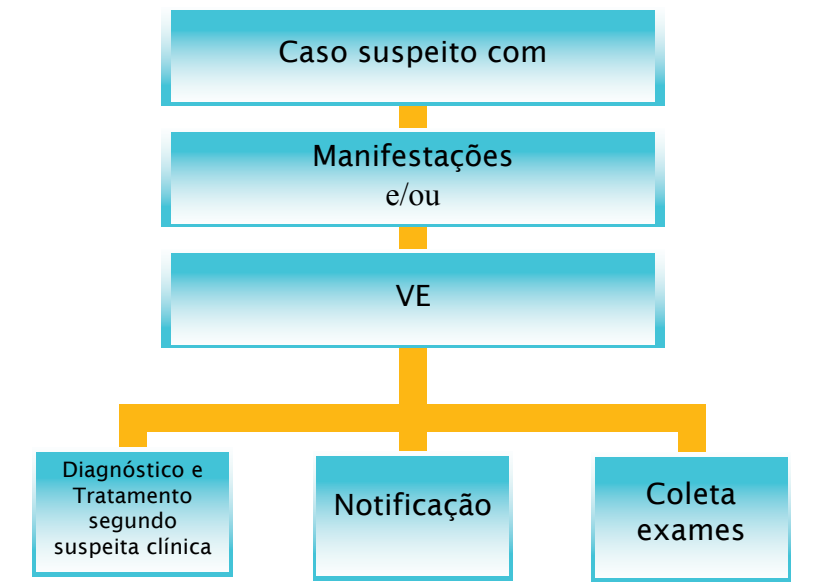 Caso suspeito com
Manifestações
e/ou
VE
Diagnóstico e
Tratamento
segundo
suspeita clínica
Notificação
Coleta
exames